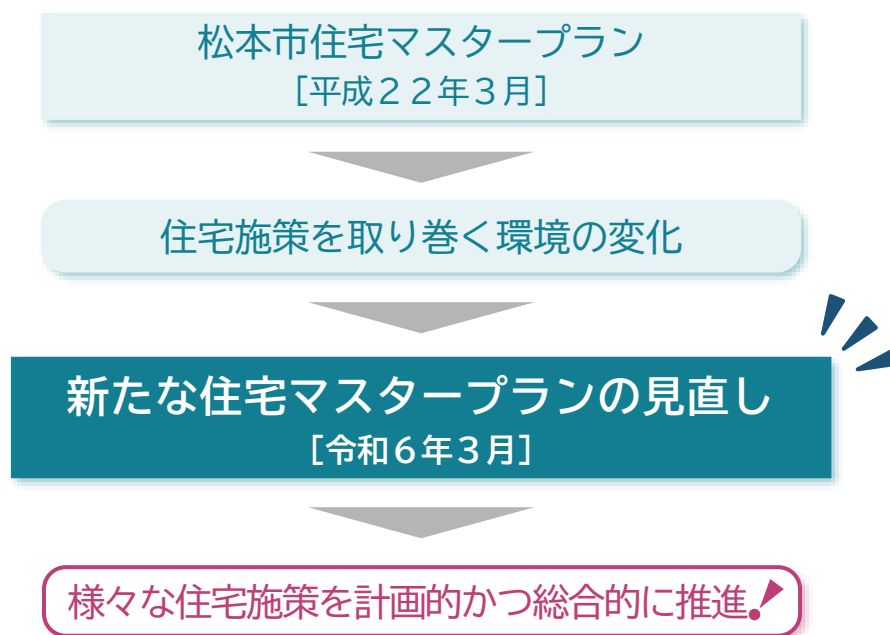 松本市住宅マスタープラン
[平成２２年３月]
住宅施策を取り巻く環境の変化
新たな住宅マスタープランの見直し
[令和６年３月]
様々な住宅施策を計画的かつ総合的に推進!